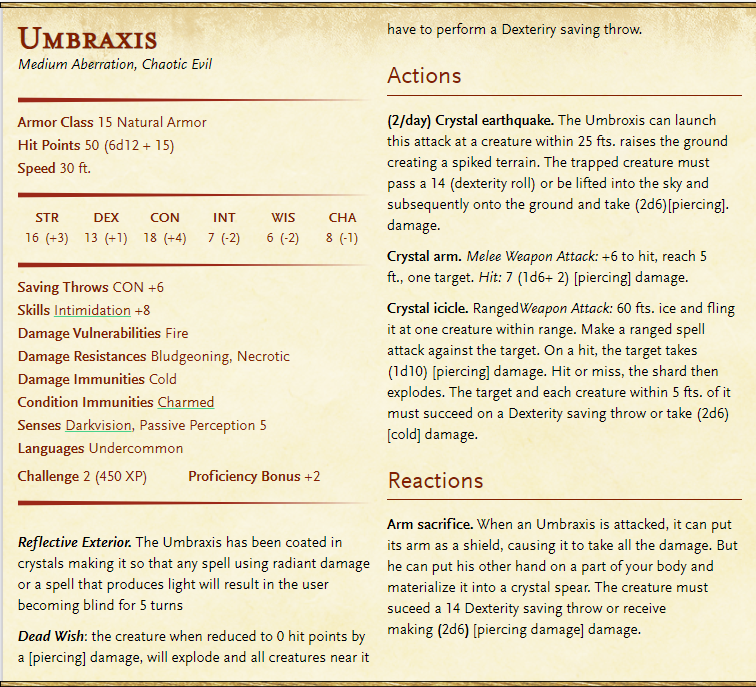 Umbraxis
Medium Aberration, Chaotic Evil
Armor Class 15 Natural Armor
Hit Points 50 (6d12 + 15)
Speed 30 ft.
STR DEX CON INT WIS CHA
16 (+3) 13 (+1) 18 (+4) 7 (-2) 6 (-2) 8 (-1)
Saving Throws CON +6
Skills Intimidation +8
Damage Vulnerabilities Fire
Damage Resistances Bludgeoning, Necrotic
Damage Immunities Cold
Condition Immunities Charmed
Senses Darkvision, Passive Perception 5
Languages Undercommon
Challenge 2 (450 XP) Proficiency Bonus +2
Reflective Exterior. The Umbraxis has been coated in
crystals making it so that any spell using radiant damage
or a spell that produces light will result in the user
becoming blind for 5 turns
Dead Wish: the creature when reduced to 0 hit points by
a [piercing] damage, will explode and all creatures near it
have to perform a Dexteriry saving throw.
Actions
(2/day) Crystal earthquake. The Umbroxis can launch
this attack at a creature within 25 fts. raises the ground
creating a spiked terrain. The trapped creature must
pass a 14 (dexterity roll) or be lifted into the sky and
subsequently onto the ground and take (2d6)[piercing].
damage.
Crystal arm. Melee Weapon Attack: +6 to hit, reach 5
ft., one target. Hit: 7 (1d6+ 2) [piercing] damage.
Crystal icicle. RangedWeapon Attack: 60 fts. ice and fling
it at one creature within range. Make a ranged spell
attack against the target. On a hit, the target takes
(1d10) [piercing] damage. Hit or miss, the shard then
explodes. The target and each creature within 5 fts. of it
must succeed on a Dexterity saving throw or take (2d6)
[cold] damage.
Reactions
Arm sacrifice. When an Umbraxis is attacked, it can put
its arm as a shield, causing it to take all the damage. But
he can put his other hand on a part of your body and
materialize it into a crystal spear. The creature must
suceed a 14 Dexterity saving throw or receive
making (2d6) [piercing damage] damage.